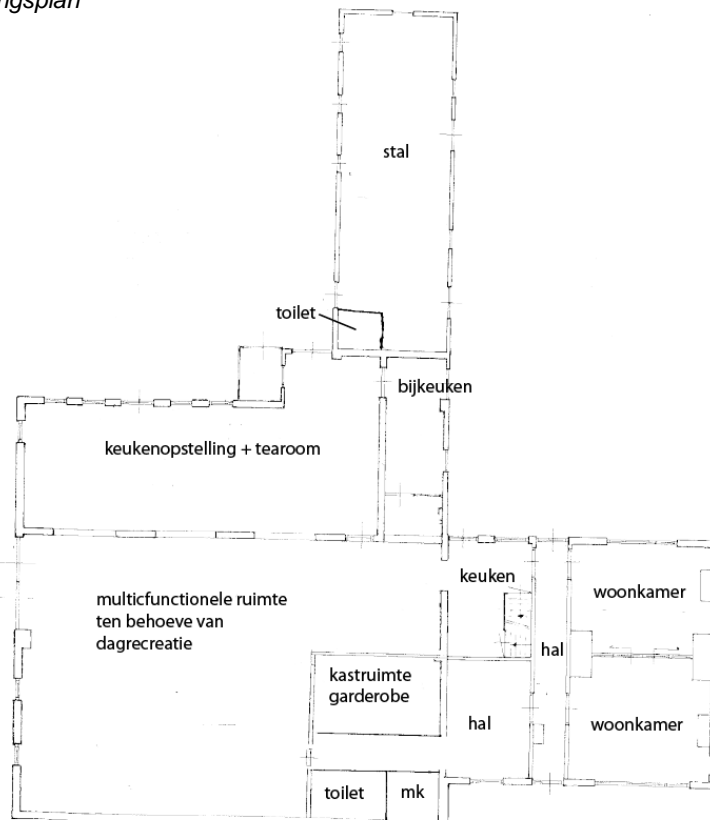 ngsplan
stal
toilet
bijkeuken
keukenopstelling + tearoom
keuken
woonkamer
multicfunctionele ruimte
ten behoeve van
dagrecreatie
hal
kastruimte
garderobe
hal
woonkamer
toilet
mk